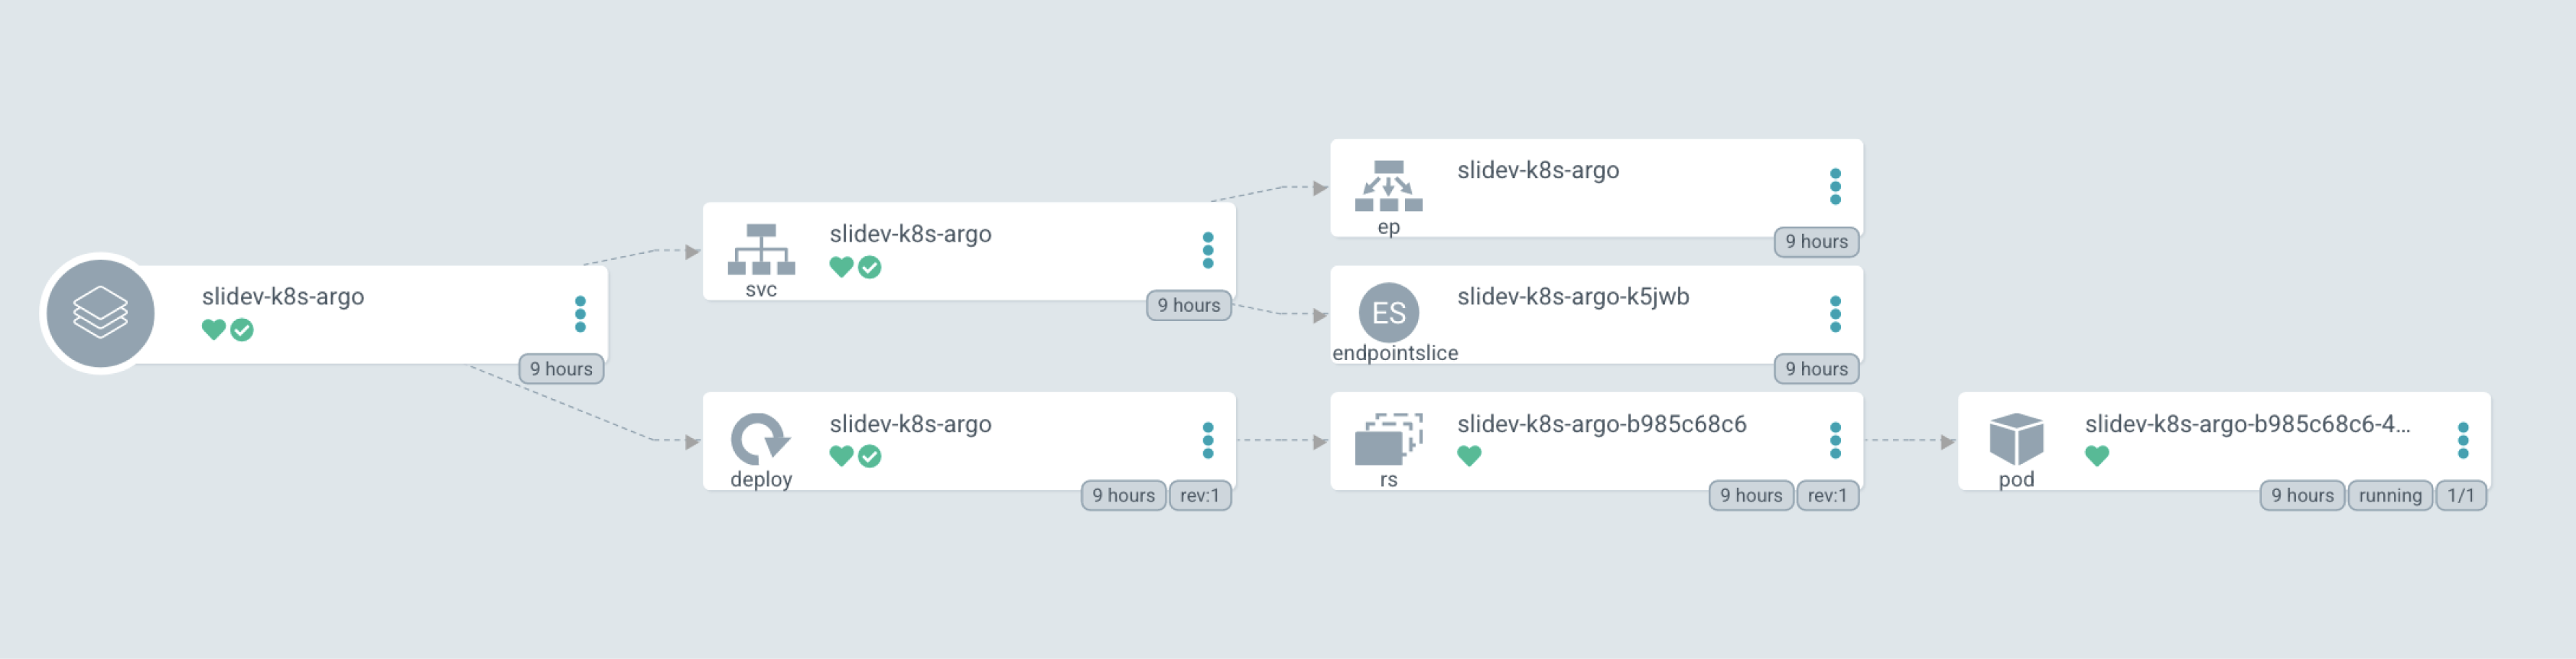 slidev-k8s-argo
9 hours
slidev-k8s-argo
svc
9 hours
slidev-k8s-argo
deploy
9 hours rev:1
slidev-k8s-argo
ep
9 hours
ES
slidev-k8s-argo-k5jwb
endpointslice
9 hours
slidev-k8s-argo-b985c68c6
rs
9 hours rev:1
slidev-k8s-argo-b985c68c6-4...
pod
9 hours running 1/1